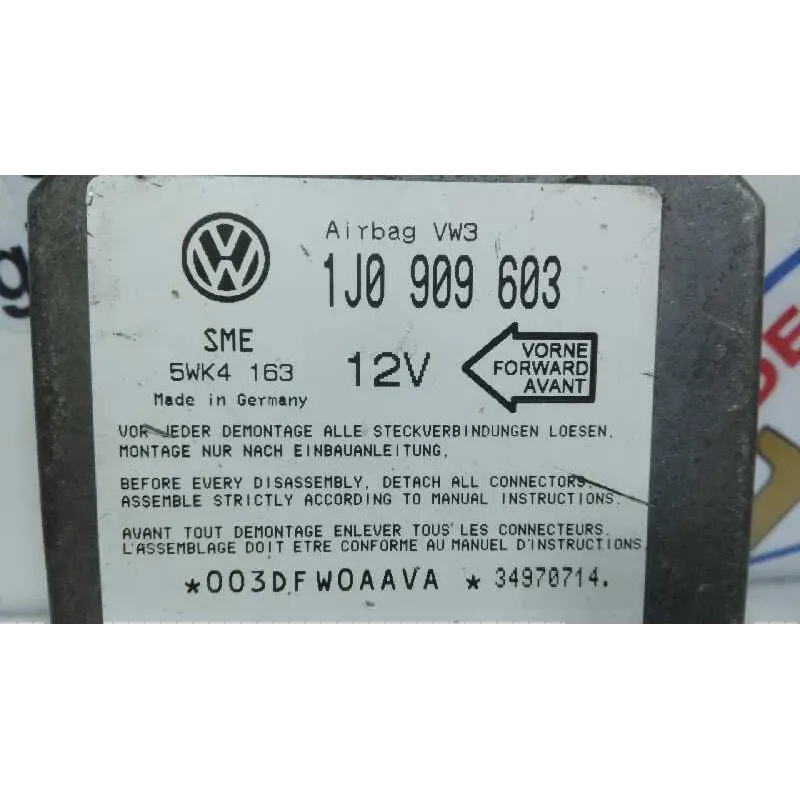 Airbag VW3
1J0 909 603
SME
5WK4 163
Made in Germany
12V
VORNE
FORWARD
AVANT
VOR JEDER DEMONTAGE ALLE STECKVERBINDUNGEN LOESEN.
MONTAGE NUR NACH EINBAUANLEITUNG.
BEFORE EVERY DISASSEMBLY, DETACH ALL CONNECTORS.
ASSEMBLE STRICTLY ACCORDING TO MANUAL INSTRUCTIONS.
AVANT TOUT DEMONTAGE ENLEVER TOUS LES CONNECTEURS.
L'ASSEMBLAGE DOIT ETRE CONFORME AU MANUEL D'INSTRUCTIONS
*003DFW0AAVA * 34970714.